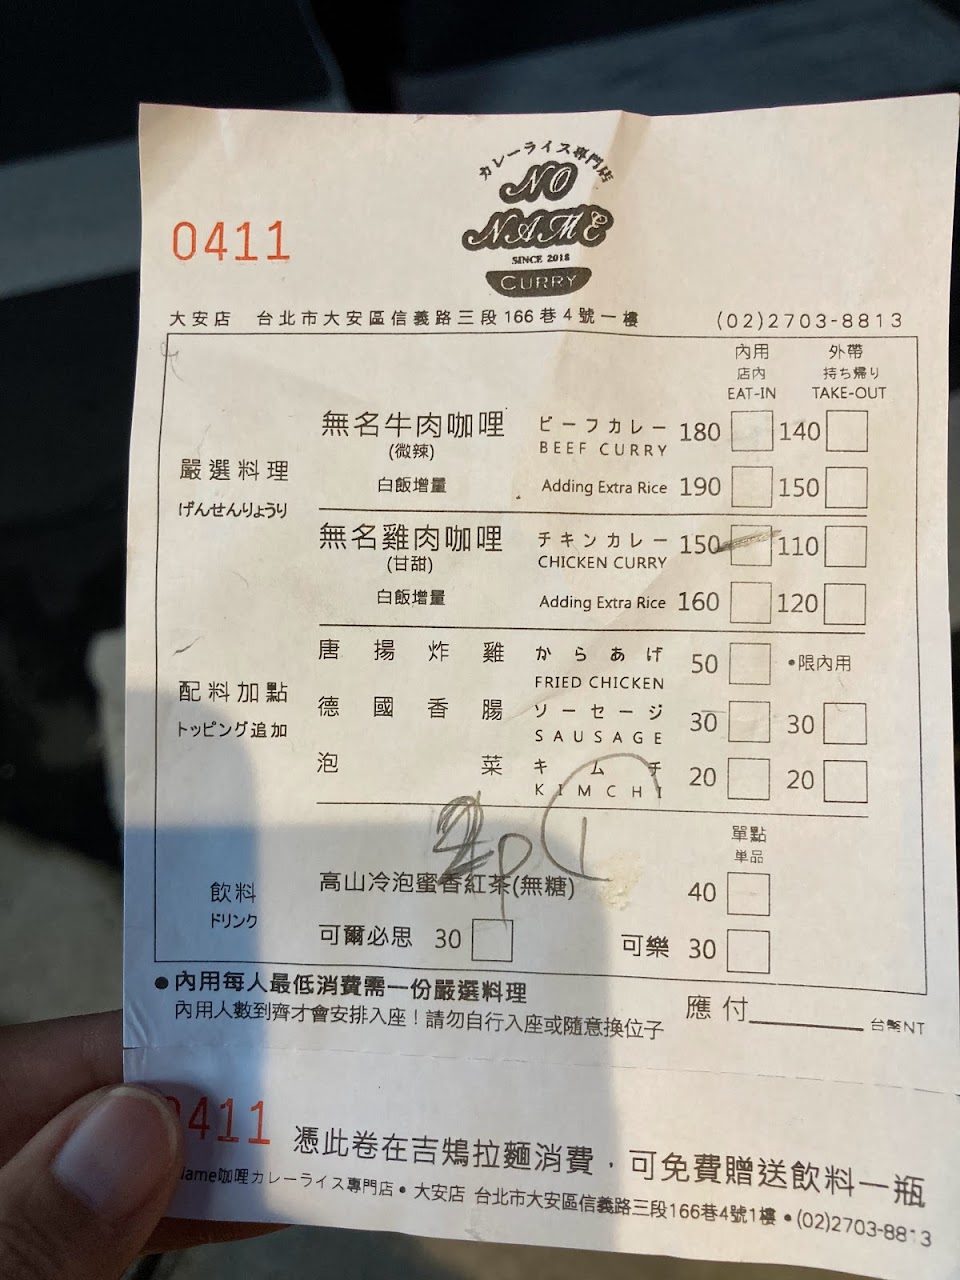 カレーライス専門店
NO
NAME
SINCE 2018
CURRY
0411
大安店 台北市大安區信義路三段166巷4號一樓 (02)2703-8813
內用 外帶
店內 持ち帰り
EAT-IN TAKE-OUT
嚴選料理
げんせんりょうり
無名牛肉咖哩 ビーフカレー 180 140
(微辣) BEEF CURRY
白飯增量 Adding Extra Rice 190 150
無名雞肉咖哩 チキンカレー 150 110
(甘甜) CHICKEN CURRY
白飯增量 Adding Extra Rice 160 120
配料加點
トッピング追加
唐揚炸雞 からあげ 50 •限內用
FRIED CHICKEN
德國香腸 ソーセージ 30 30
SAUSAGE
泡菜 キムチ 20 20
KIMCHI
2p
單點
単品
飲料
ドリンク
高山冷泡蜜香紅茶(無糖) 40
可爾必思 30 可樂 30
●內用每人最低消費需一份嚴選料理
內用人數到齊才會安排入座！請勿自行入座或隨意換位子
應付 台幣NT
0411
憑此卷在吉鴂拉麵消費，可免費贈送飲料一瓶
ame咖哩カレーライス專門店•大安店 台北市大安區信義路三段166巷4號1樓•(02)2703-8813